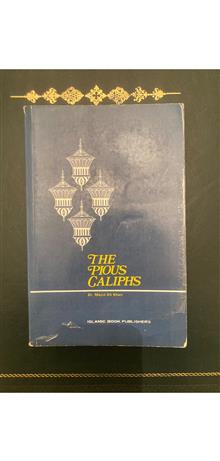 THE
PIOUS
CALIPHS
Dr. Majid Ali Khan
ISLAMIC BOOK PUBLISHERS